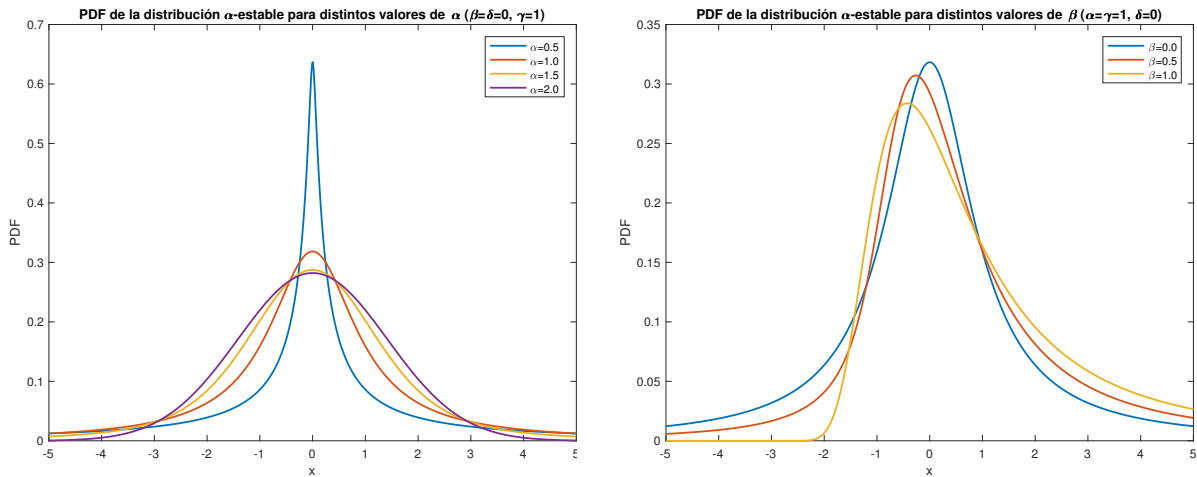 PDF de la distribución α-estable para distintos valores de α (β=δ=0, γ=1)
0.7
0.6
0.5
0.4
0.3
0.2
0.1
0
PDF
-5 -4 -3 -2 -1 0 1 2 3 4 5
x
α=0.5
α=1.0
α=1.5
α=2.0
PDF de la distribución α-estable para distintos valores de β (α=γ=1, δ=0)
0.35
0.3
0.25
0.2
0.15
0.1
0.05
0
PDF
-5 -4 -3 -2 -1 0 1 2 3 4 5
x
β=0.0
β=0.5
β=1.0